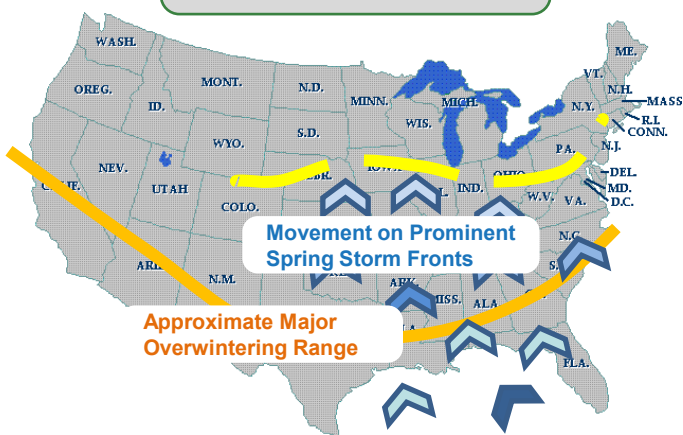 WASH.
ME.
VT.
MONT.
N.D.
OREG.
MINN.
N.H.
ID.
MICH.
N.Y.
MASS
WIS.
R.I.
S.D.
CONN.
WYO.
PA.
N.J.
NEV.
OHIO
DEL.
UTAH
IND.
MD.
COLO.
W.V.
VA.
D.C.
N.C.
Movement on Prominent
Spring Storm Fronts
N.M.
ARK.
MISS.
ALA.
Approximate Major
Overwintering Range
FLA.